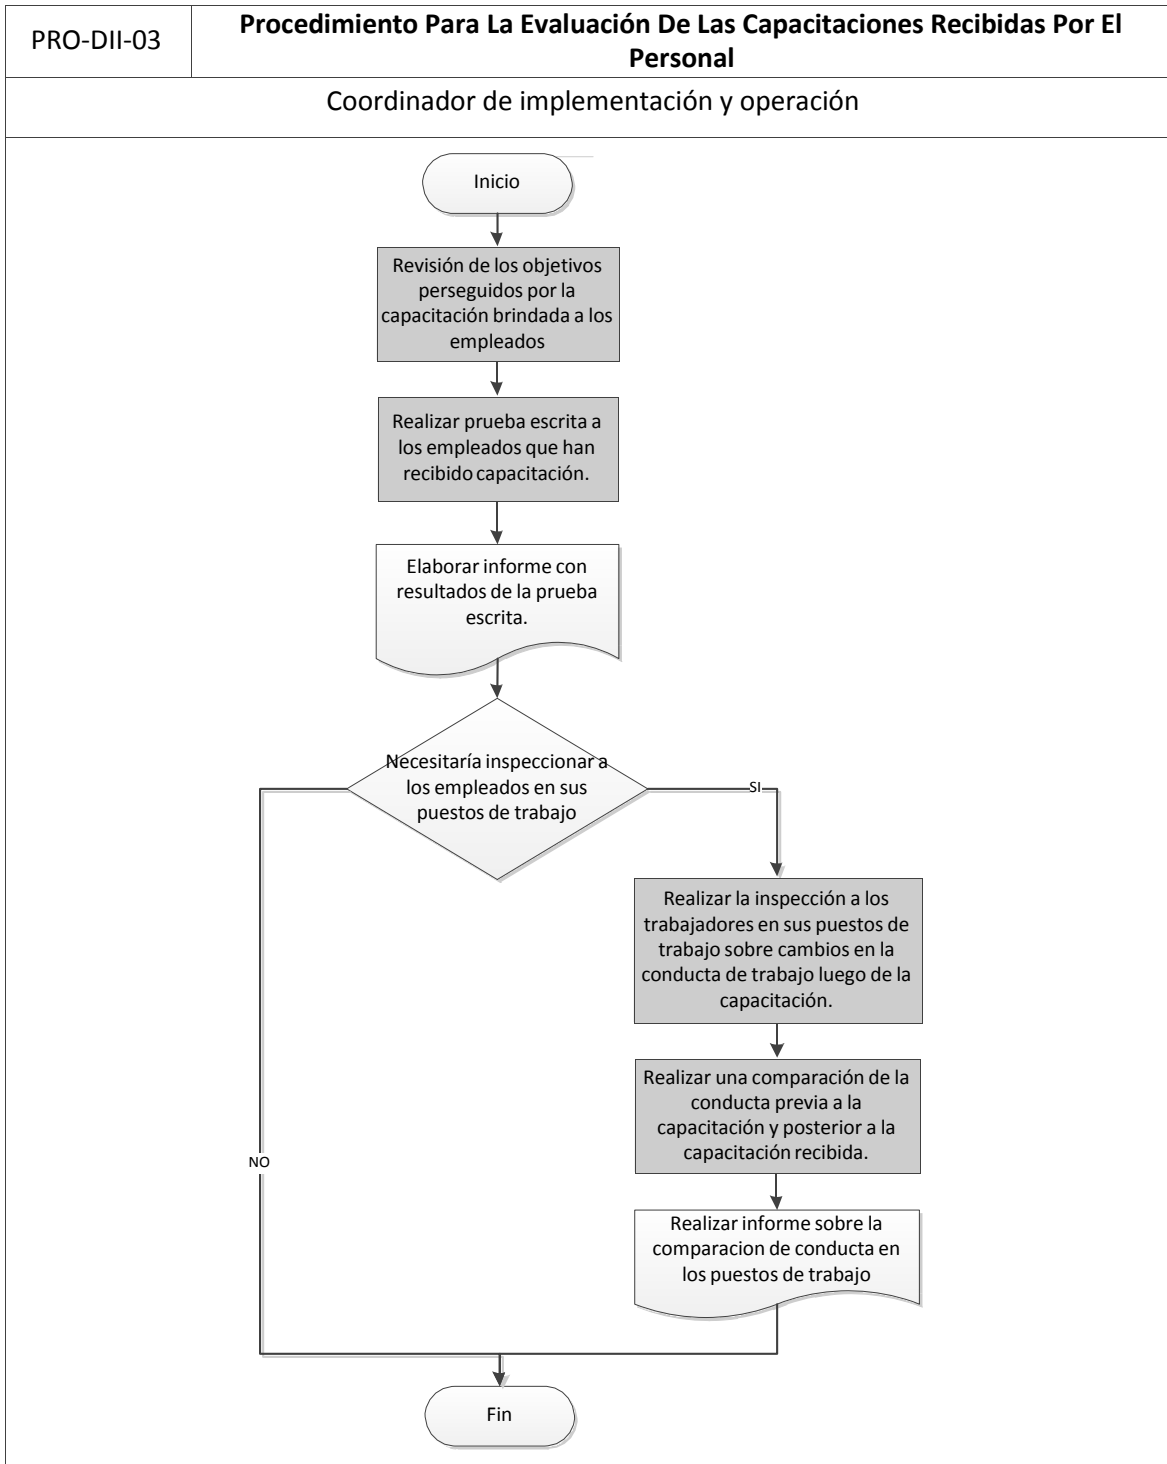 PRO-DII-03
Procedimiento Para La Evaluación De Las Capacitaciones Recibidas Por El
Personal
Coordinador de implementación y operación
Inicio
Revisión de los objetivos
perseguidos por la
capacitación brindada a los
empleados
Realizar prueba escrita a
los empleados que han
recibido capacitación.
Elaborar informe con
resultados de la prueba
escrita.
Necesitaría inspeccionar a
los empleados en sus
puestos de trabajo
SI
Realizar la inspección a los
trabajadores en sus puestos de
trabajo sobre cambios en la
conducta de trabajo luego de la
capacitación.
Realizar una comparación de la
conducta previa a la
capacitación y posterior a la
capacitación recibida.
NO
Realizar informe sobre la
comparacion de conducta en
los puestos de trabajo
Fin